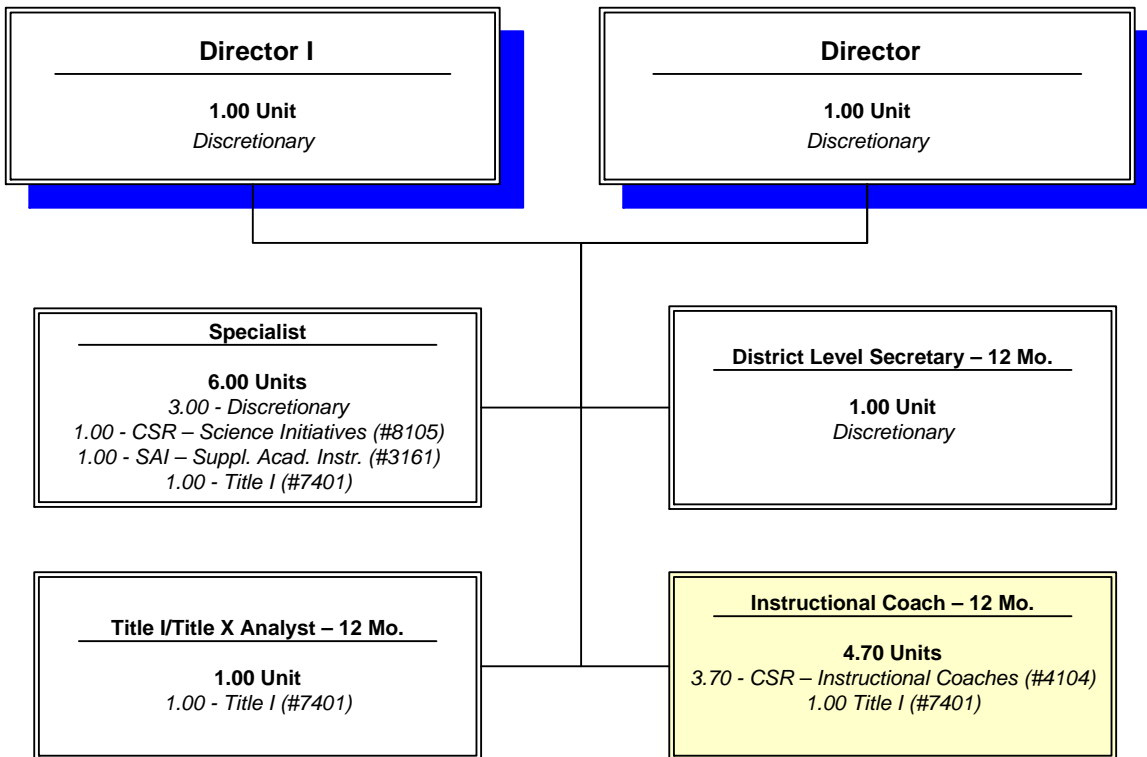 Director I
1.00 Unit
Discretionary
Director
1.00 Unit
Discretionary
Specialist
6.00 Units
3.00 - Discretionary
1.00 - CSR – Science Initiatives (#8105)
1.00 - SAI – Suppl. Acad. Instr. (#3161)
1.00 - Title I (#7401)
District Level Secretary – 12 Mo.
1.00 Unit
Discretionary
Title I/Title X Analyst – 12 Mo.
1.00 Unit
1.00 - Title I (#7401)
Instructional Coach – 12 Mo.
4.70 Units
3.70 - CSR – Instructional Coaches (#4104)
1.00 Title I (#7401)